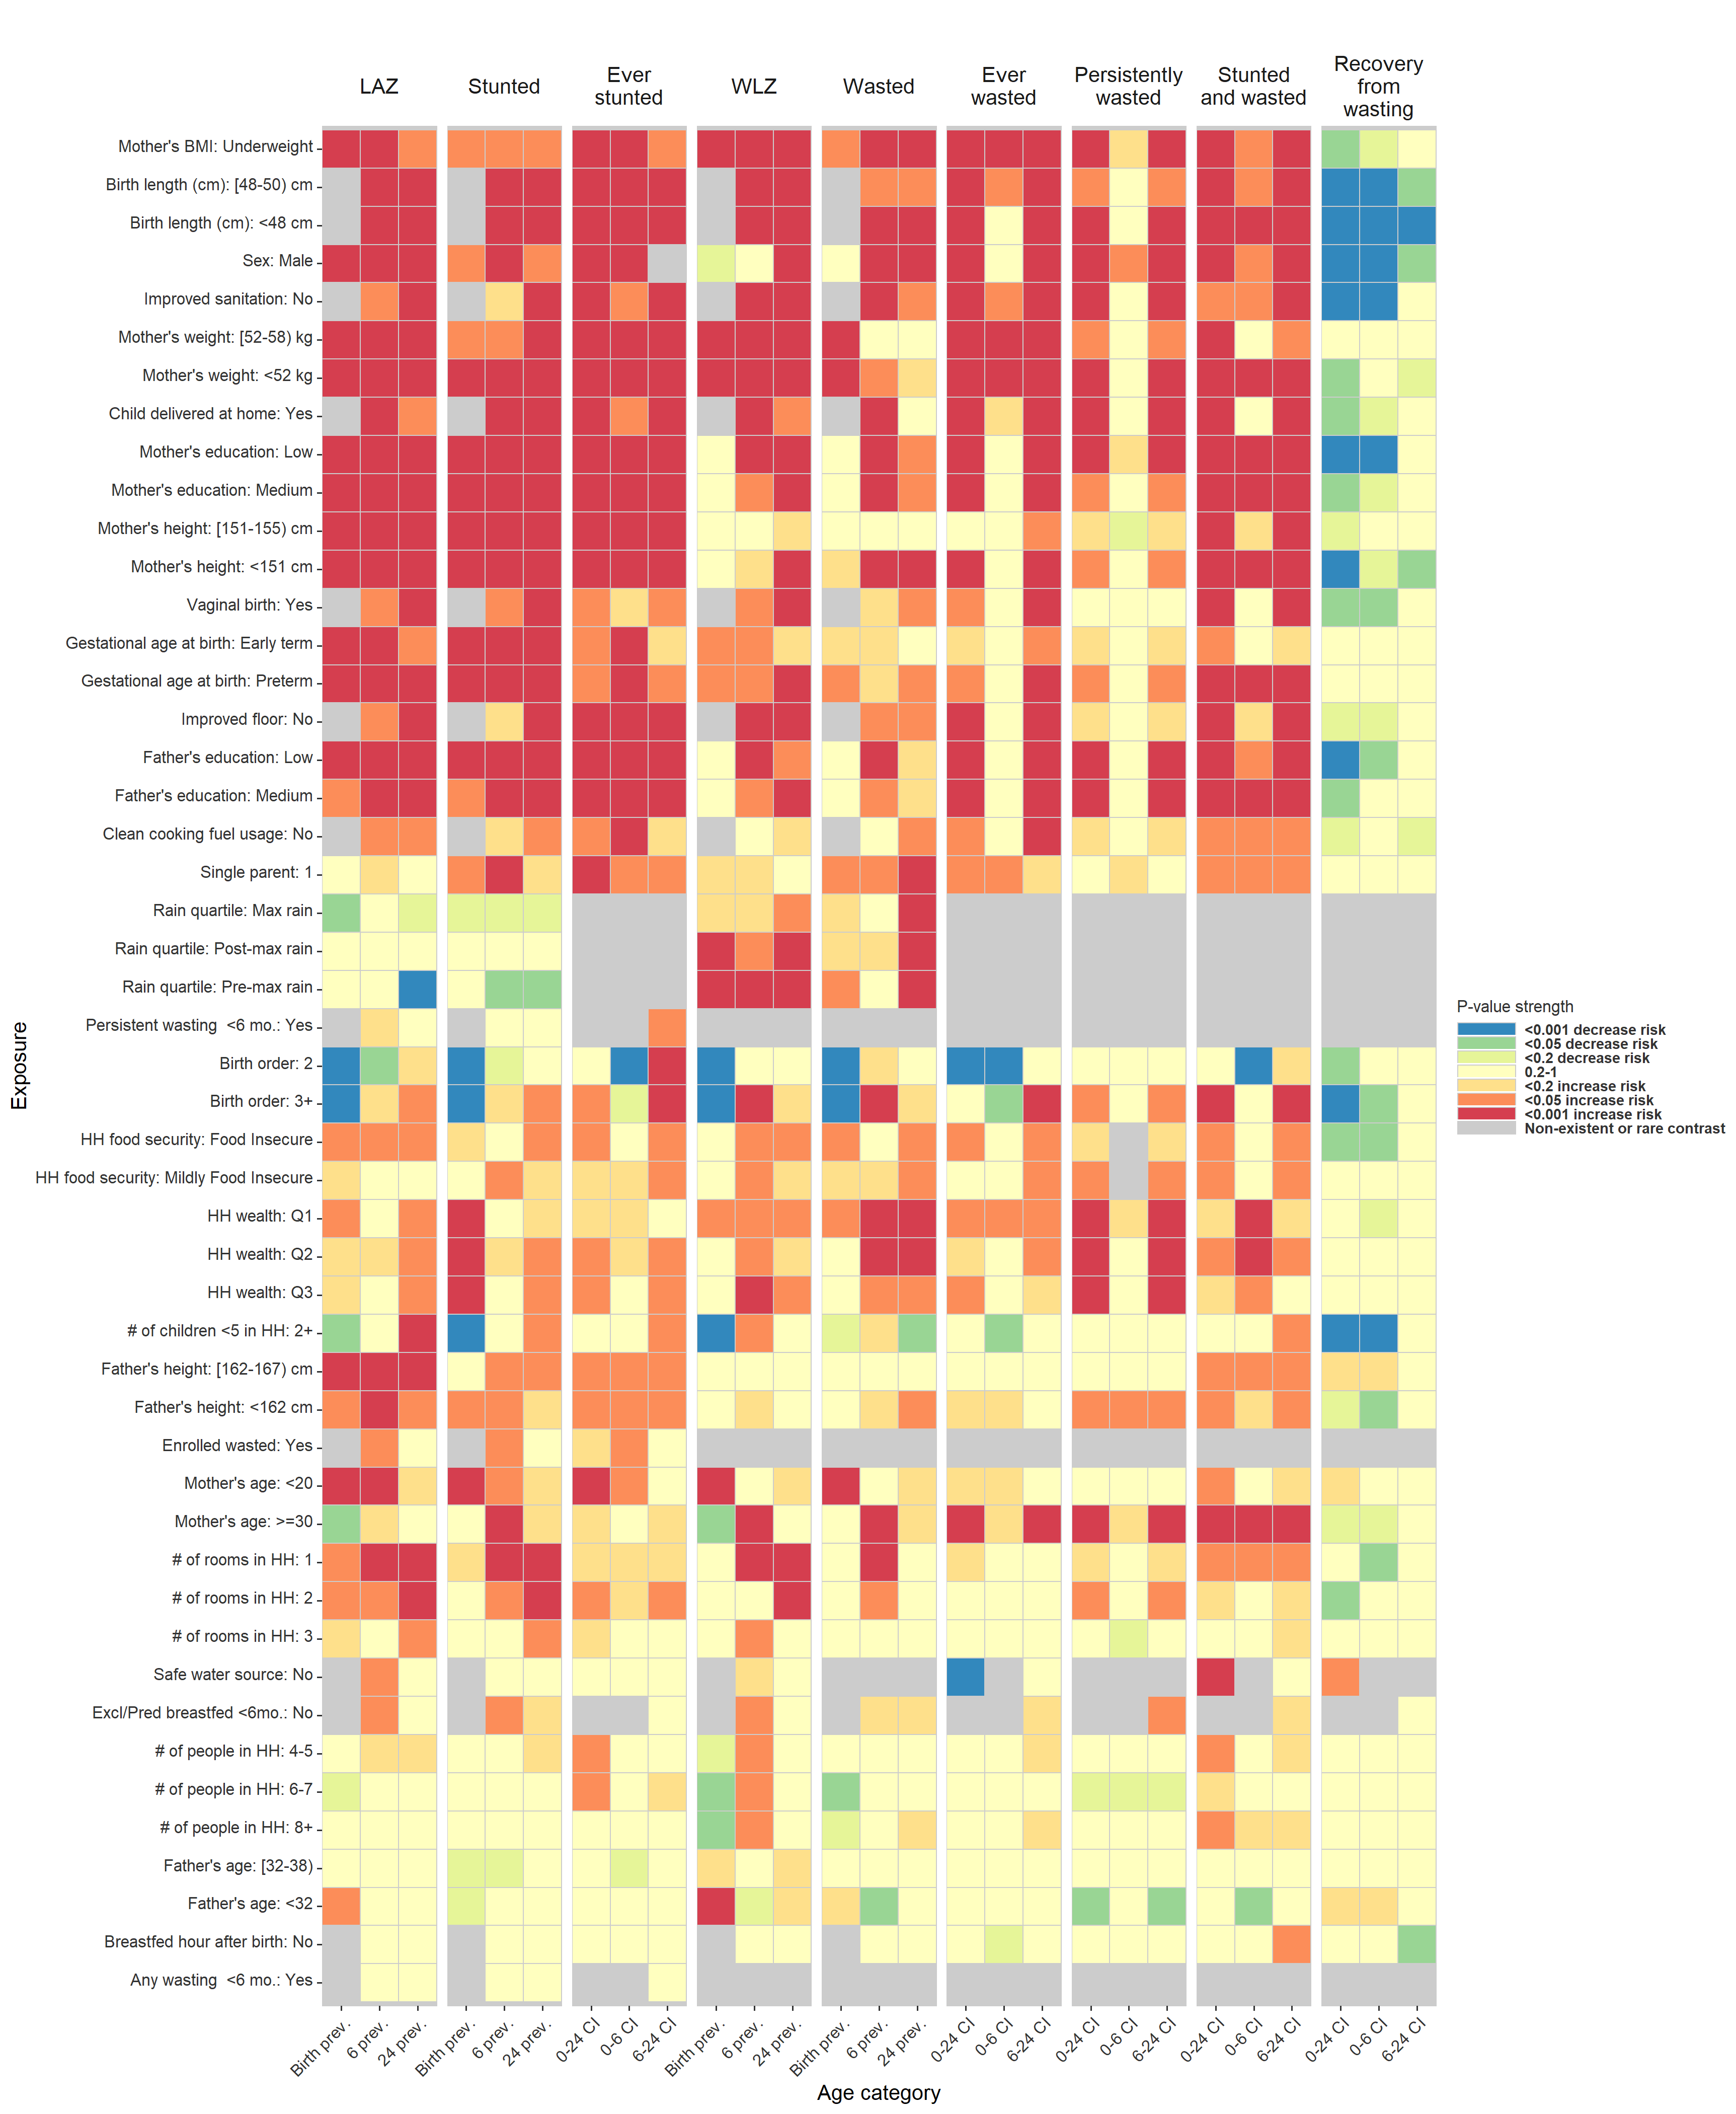 LAZ
Stunted
Ever
stunted
WLZ
Wasted
Ever
wasted
Persistently
wasted
Stunted
and wasted
Recovery
from
wasting
Exposure
Mother's BMI: Underweight
Birth length (cm): [48-50) cm
Birth length (cm): <48 cm
Sex: Male
Improved sanitation: No
Mother's weight: [52-58) kg
Mother's weight: <52 kg
Child delivered at home: Yes
Mother's education: Low
Mother's education: Medium
Mother's height: [151-155) cm
Mother's height: <151 cm
Vaginal birth: Yes
Gestational age at birth: Early term
Gestational age at birth: Preterm
Improved floor: No
Father's education: Low
Father's education: Medium
Clean cooking fuel usage: No
Single parent: 1
Rain quartile: Max rain
Rain quartile: Post-max rain
Rain quartile: Pre-max rain
Persistent wasting <6 mo.: Yes
Birth order: 2
Birth order: 3+
HH food security: Food Insecure
HH food security: Mildly Food Insecure
HH wealth: Q1
HH wealth: Q2
HH wealth: Q3
# of children <5 in HH: 2+
Father's height: [162-167) cm
Father's height: <162 cm
Enrolled wasted: Yes
Mother's age: <20
Mother's age: >=30
# of rooms in HH: 1
# of rooms in HH: 2
# of rooms in HH: 3
Safe water source: No
Excl/Pred breastfed <6mo.: No
# of people in HH: 4-5
# of people in HH: 6-7
# of people in HH: 8+
Father's age: [32-38)
Father's age: <32
Breastfed hour after birth: No
Any wasting <6 mo.: Yes
Birth prev.
6 prev.
24 prev.
Birth prev.
6 prev.
24 prev.
0-24 CI
0-6 CI
6-24 CI
Birth prev.
6 prev.
24 prev.
Birth prev.
6 prev.
24 prev.
0-24 CI
0-6 CI
6-24 CI
0-24 CI
0-6 CI
6-24 CI
0-24 CI
0-6 CI
6-24 CI
0-24 CI
0-6 CI
6-24 CI
Age category
P-value strength
<0.001 decrease risk
<0.05 decrease risk
<0.2 decrease risk
0.2-1
<0.2 increase risk
<0.05 increase risk
<0.001 increase risk
Non-existent or rare contrast